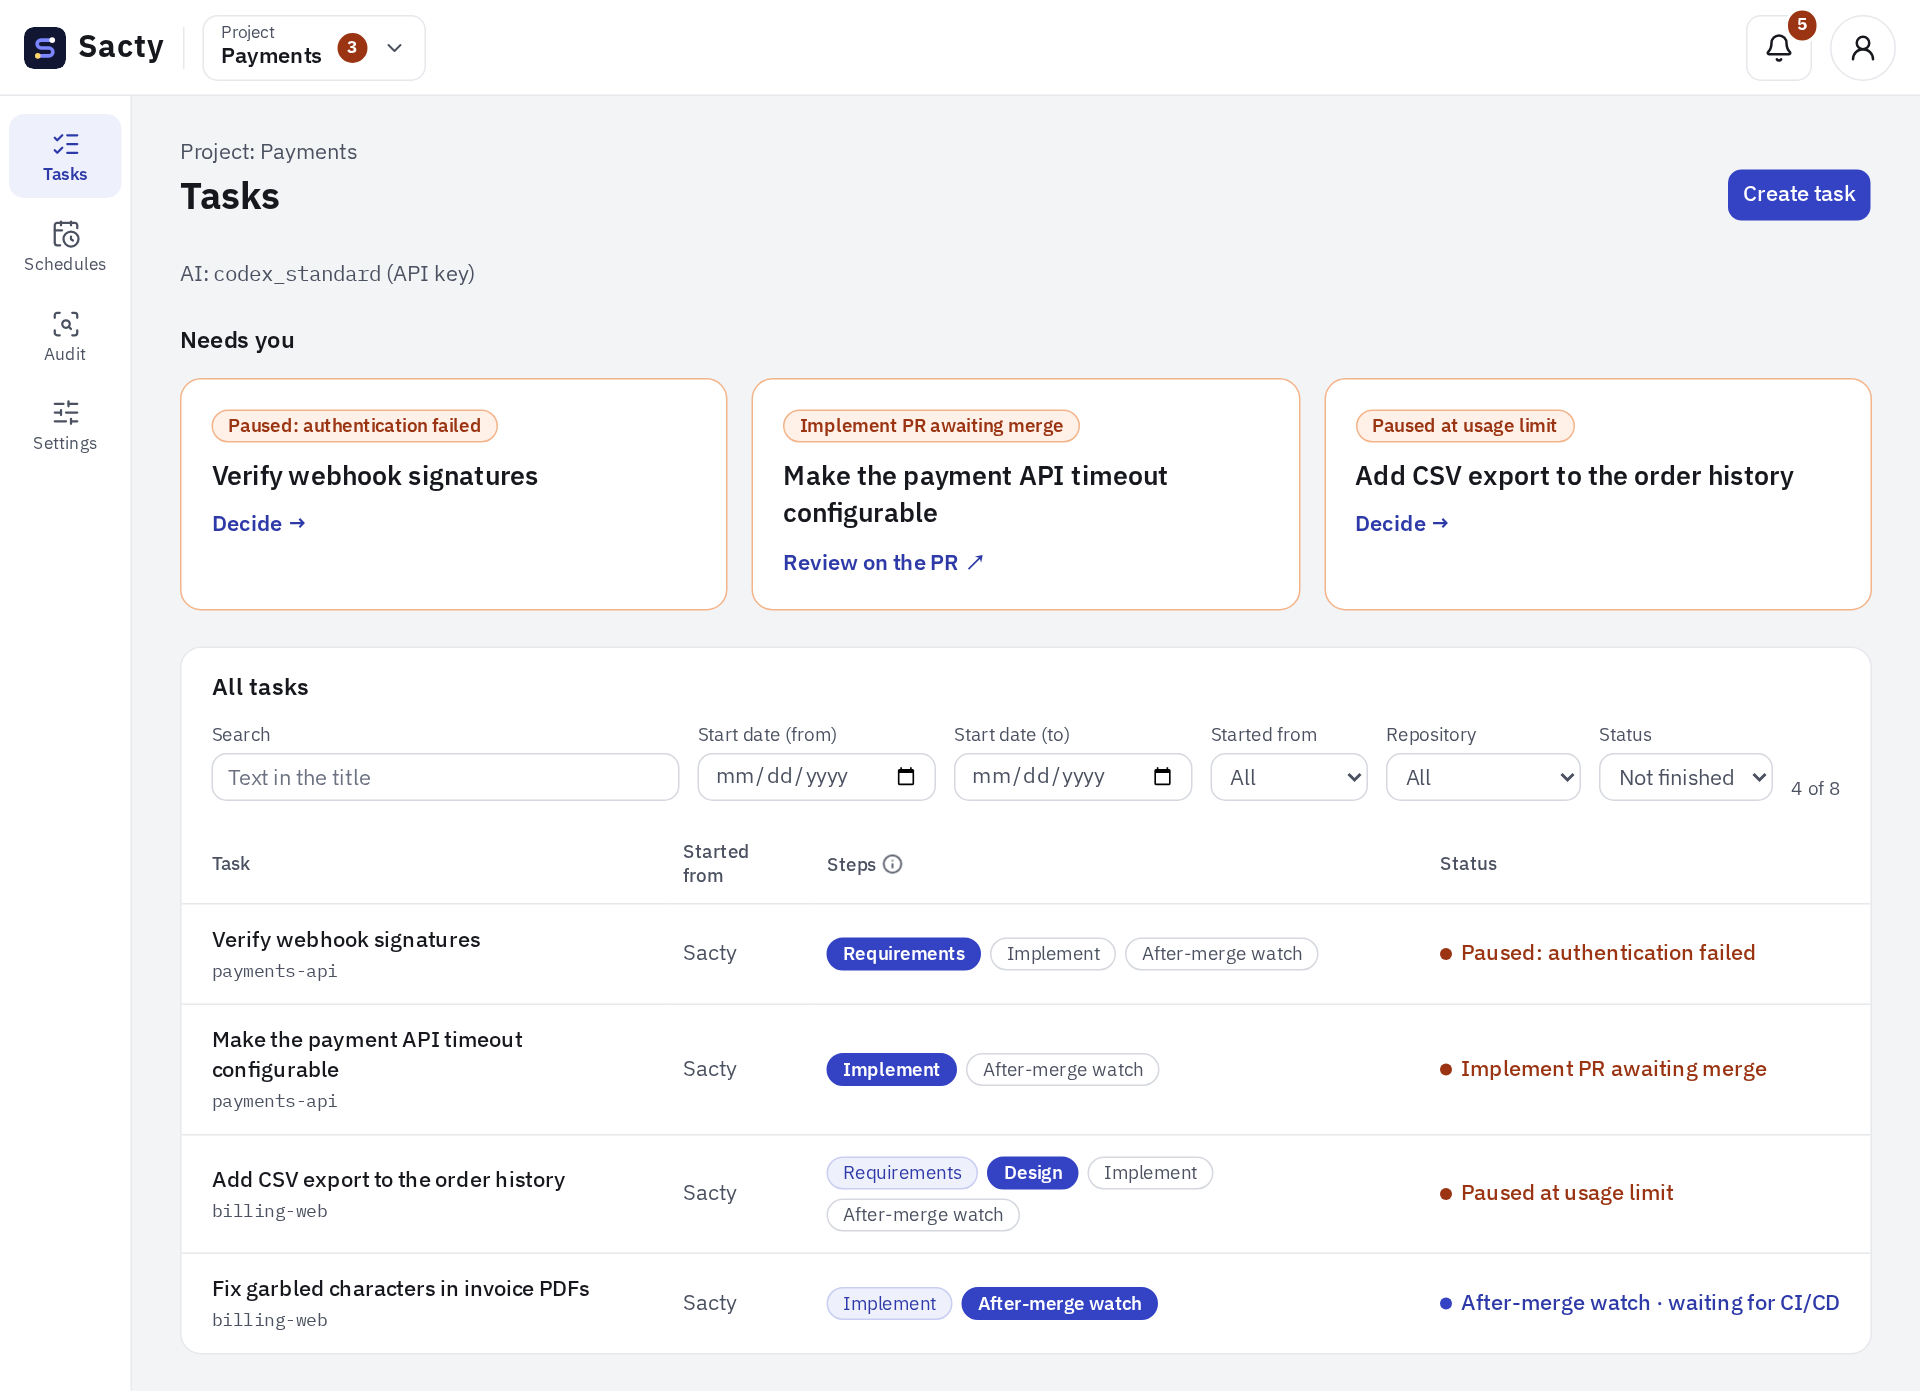 Sacty
Project
Payments
3
5
Tasks
Schedules
Audit
Settings
Project: Payments
Tasks
Create task
AI: codex_standard (API key)
Needs you
Paused: authentication failed
Verify webhook signatures
Decide →
Implement PR awaiting merge
Make the payment API timeout
configurable
Review on the PR ↗
Paused at usage limit
Add CSV export to the order history
Decide →
All tasks
Search
Text in the title
Start date (from)
mm/dd/yyyy
Start date (to)
mm/dd/yyyy
Started from
All
Repository
All
Status
Not finished
4 of 8
Task
Started
from
Steps
Status
Verify webhook signatures
payments-api
Sacty
Requirements Implement After-merge watch
Paused: authentication failed
Make the payment API timeout
configurable
payments-api
Sacty
Implement After-merge watch
Implement PR awaiting merge
Add CSV export to the order history
billing-web
Sacty
Requirements Design Implement
After-merge watch
Paused at usage limit
Fix garbled characters in invoice PDFs
billing-web
Sacty
Implement After-merge watch
After-merge watch · waiting for CI/CD